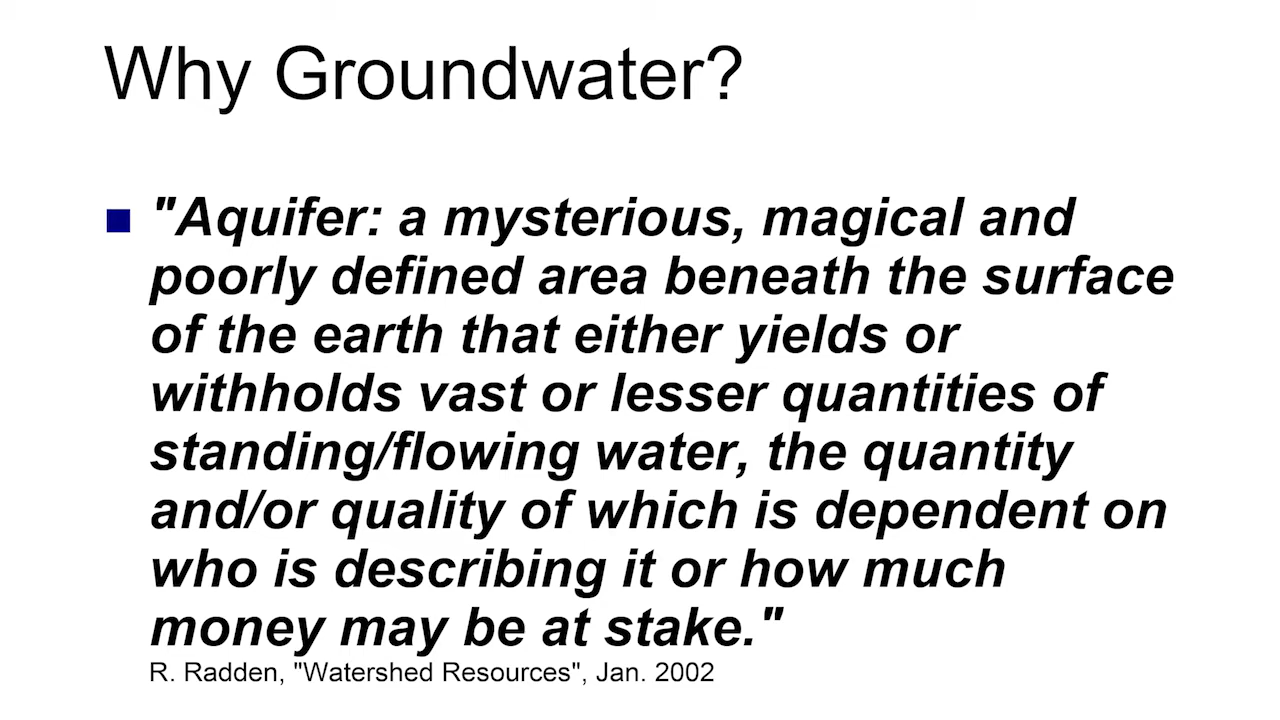 Why Groundwater?
"Aquifer: a mysterious, magical and
poorly defined area beneath the surface
of the earth that either yields or
withholds vast or lesser quantities of
standing/flowing water, the quantity
and/or quality of which is dependent on
who is describing it or how much
money may be at stake."
R. Radden, "Watershed Resources", Jan. 2002